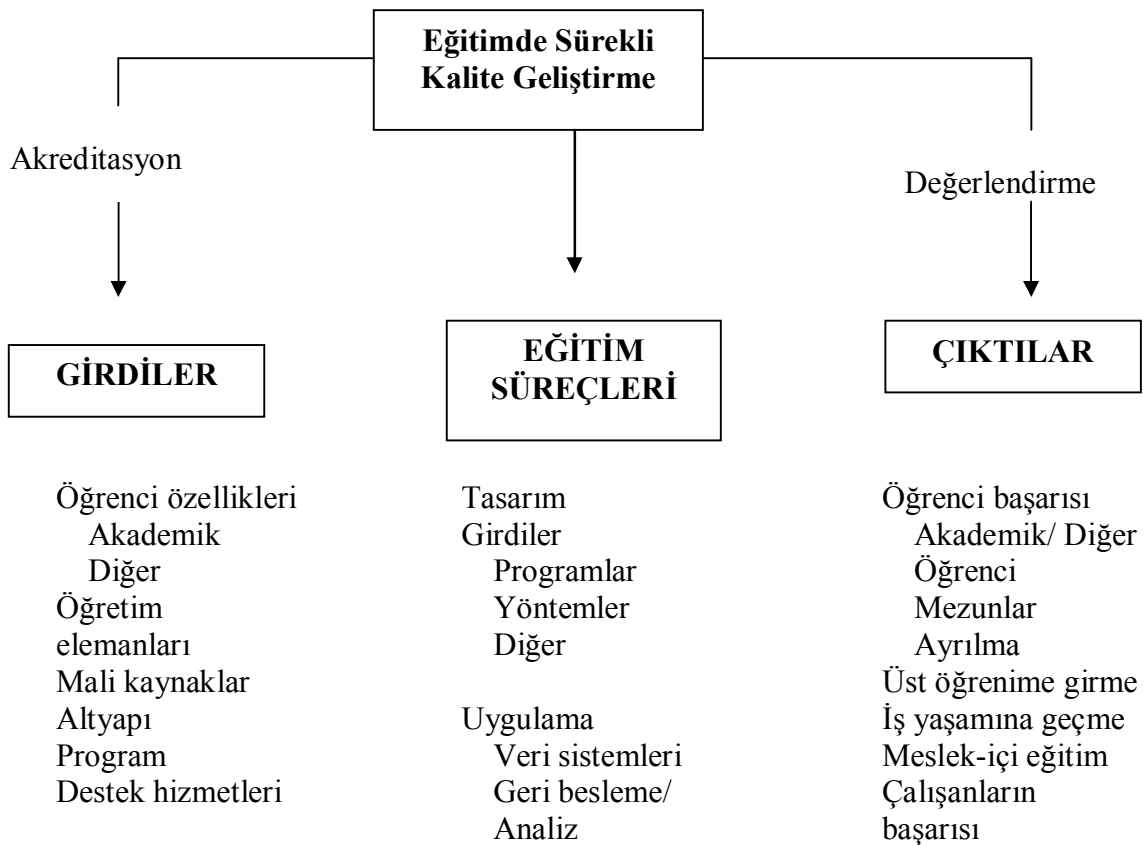 Eğitimde Sürekli
Kalite Geliştirme
Akreditasyon
Değerlendirme
GİRDİLER
Öğrenci özellikleri
Akademik
Diğer
Öğretim
elemanları
Mali kaynaklar
Altyapı
Program
Destek hizmetleri
EĞİTİM
SÜREÇLERİ
Tasarım
Girdiler
Programlar
Yöntemler
Diğer
Uygulama
Veri sistemleri
Geri besleme/
Analiz
ÇIKTILAR
Öğrenci başarısı
Akademik/ Diğer
Öğrenci
Mezunlar
Ayrılma
Üst öğrenime girme
İş yaşamına geçme
Meslek-içi eğitim
Çalışanların
başarısı